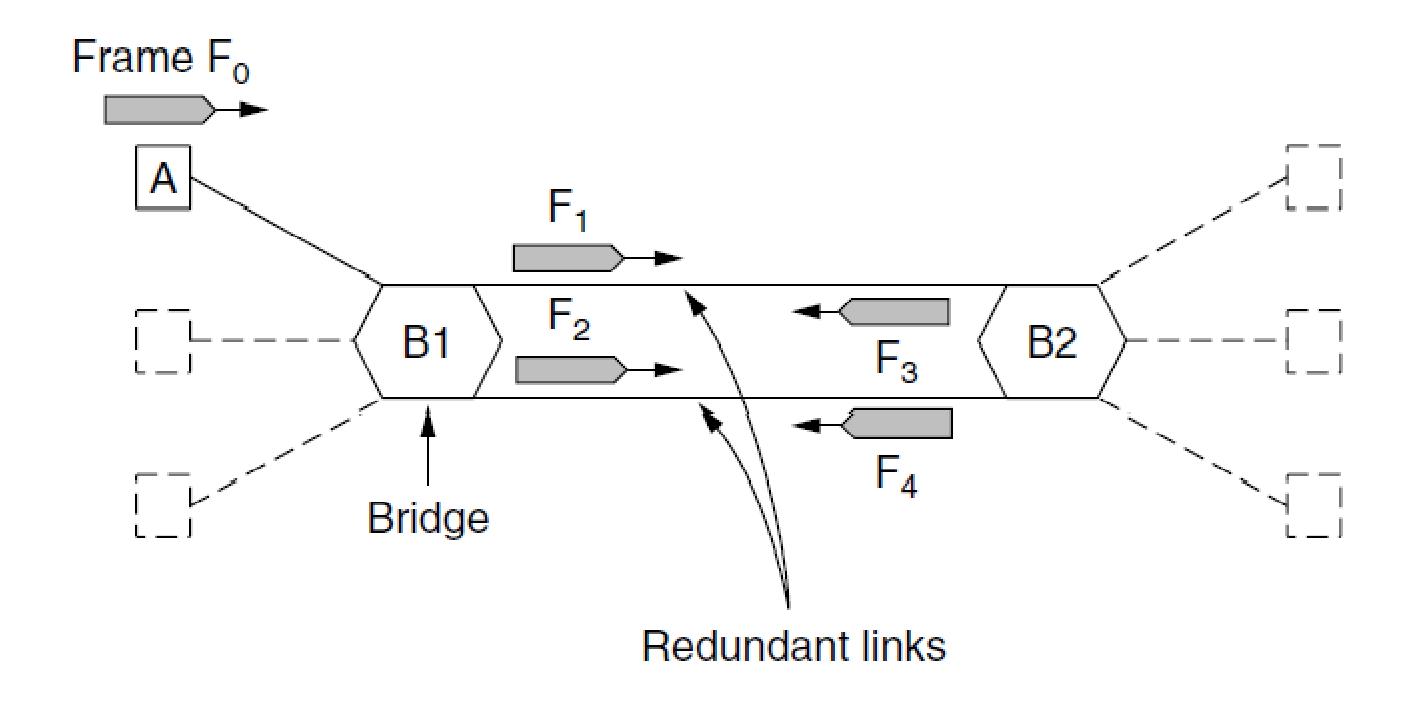 Frame F₀
A
F₁
F₂
B1
B2
F₃
F₄
Bridge
Redundant links